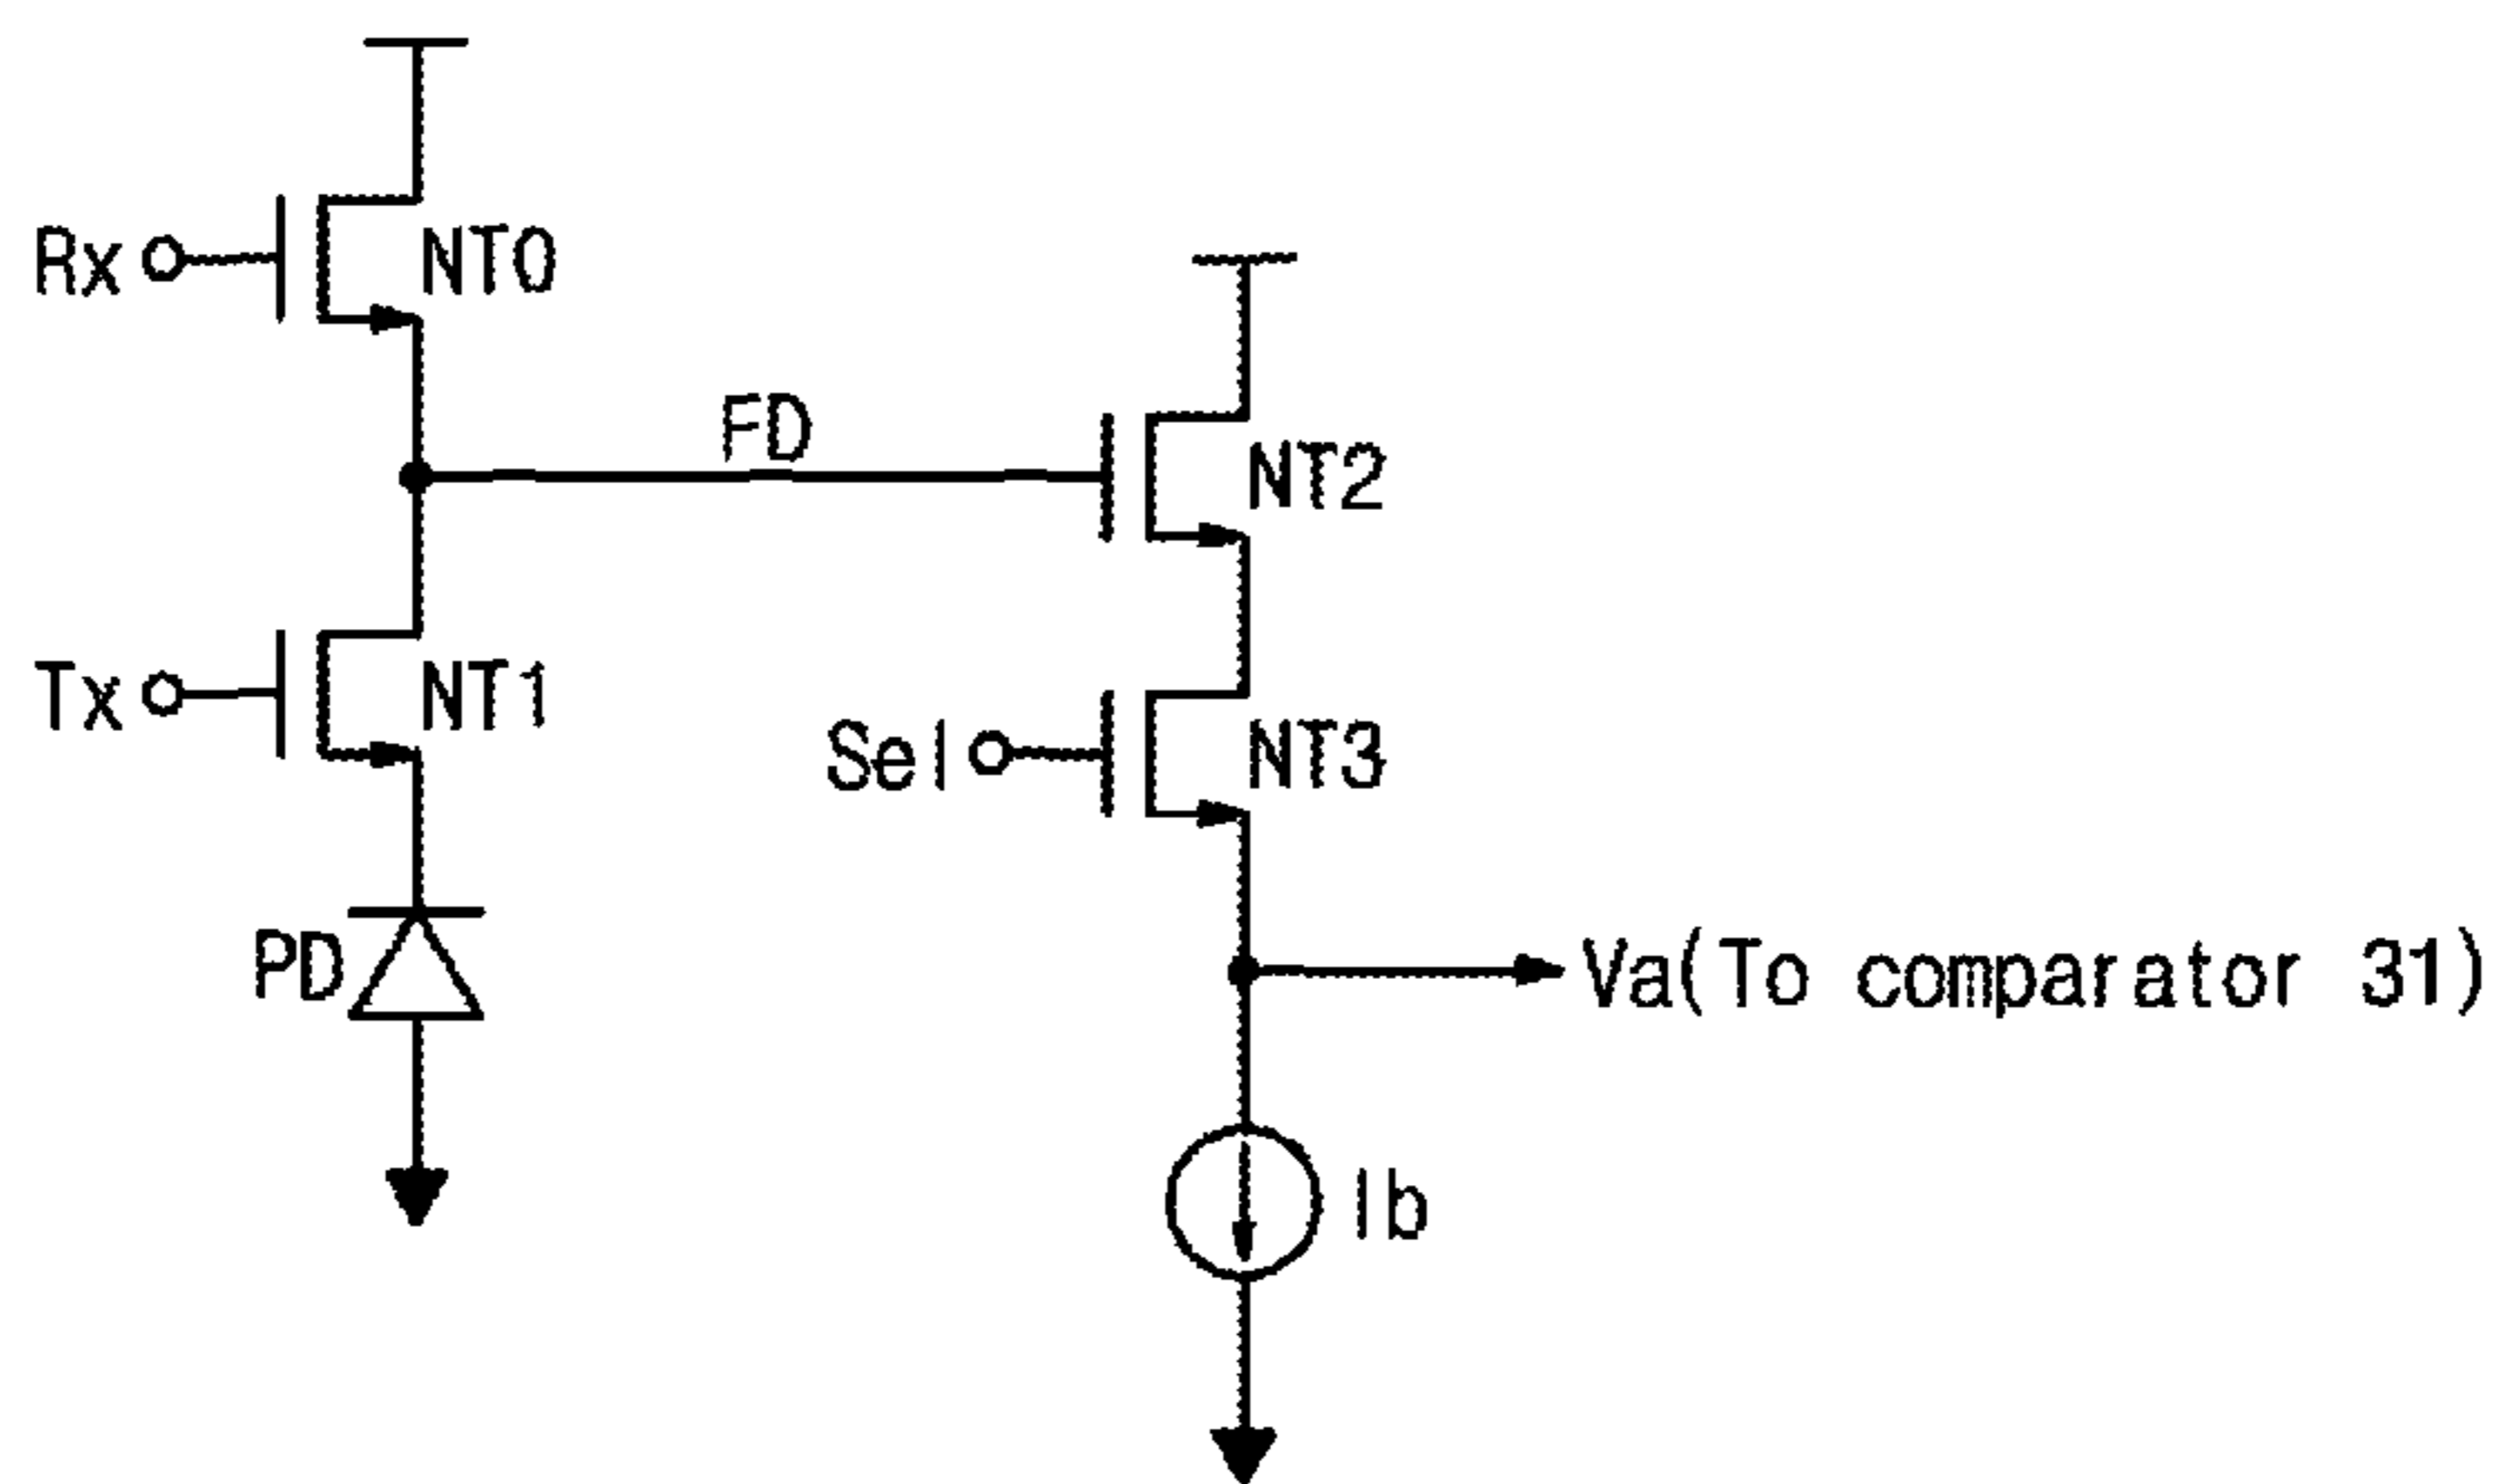 Rx
NT0
FD
NT2
Tx
NT1
Sel
NT3
PD
Va(To comparator 31)
Ib